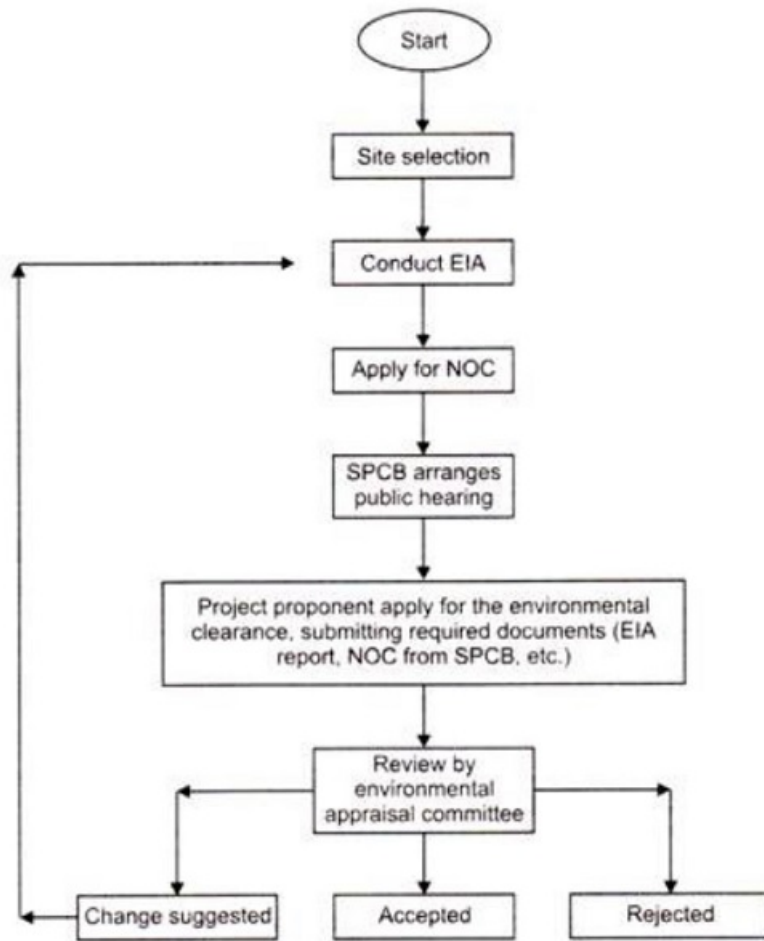 Start
Site selection
Conduct EIA
Apply for NOC
SPCB arranges
public hearing
Project proponent apply for the environmental
clearance, submitting required documents (EIA
report, NOC from SPCB, etc.)
Review by
environmental
appraisal committee
Change suggested
Accepted
Rejected